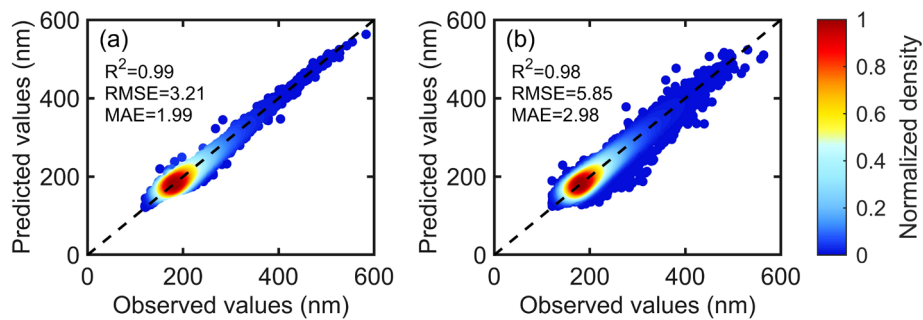 (a)
R²=0.99
RMSE=3.21
MAE=1.99
Predicted values (nm)
600
400
200
0
0 200 400 600
Observed values (nm)
(b)
R²=0.98
RMSE=5.85
MAE=2.98
Predicted values (nm)
600
400
200
0
0 200 400 600
Observed values (nm)
1
0.8
0.6
0.4
0.2
0
Normalized density